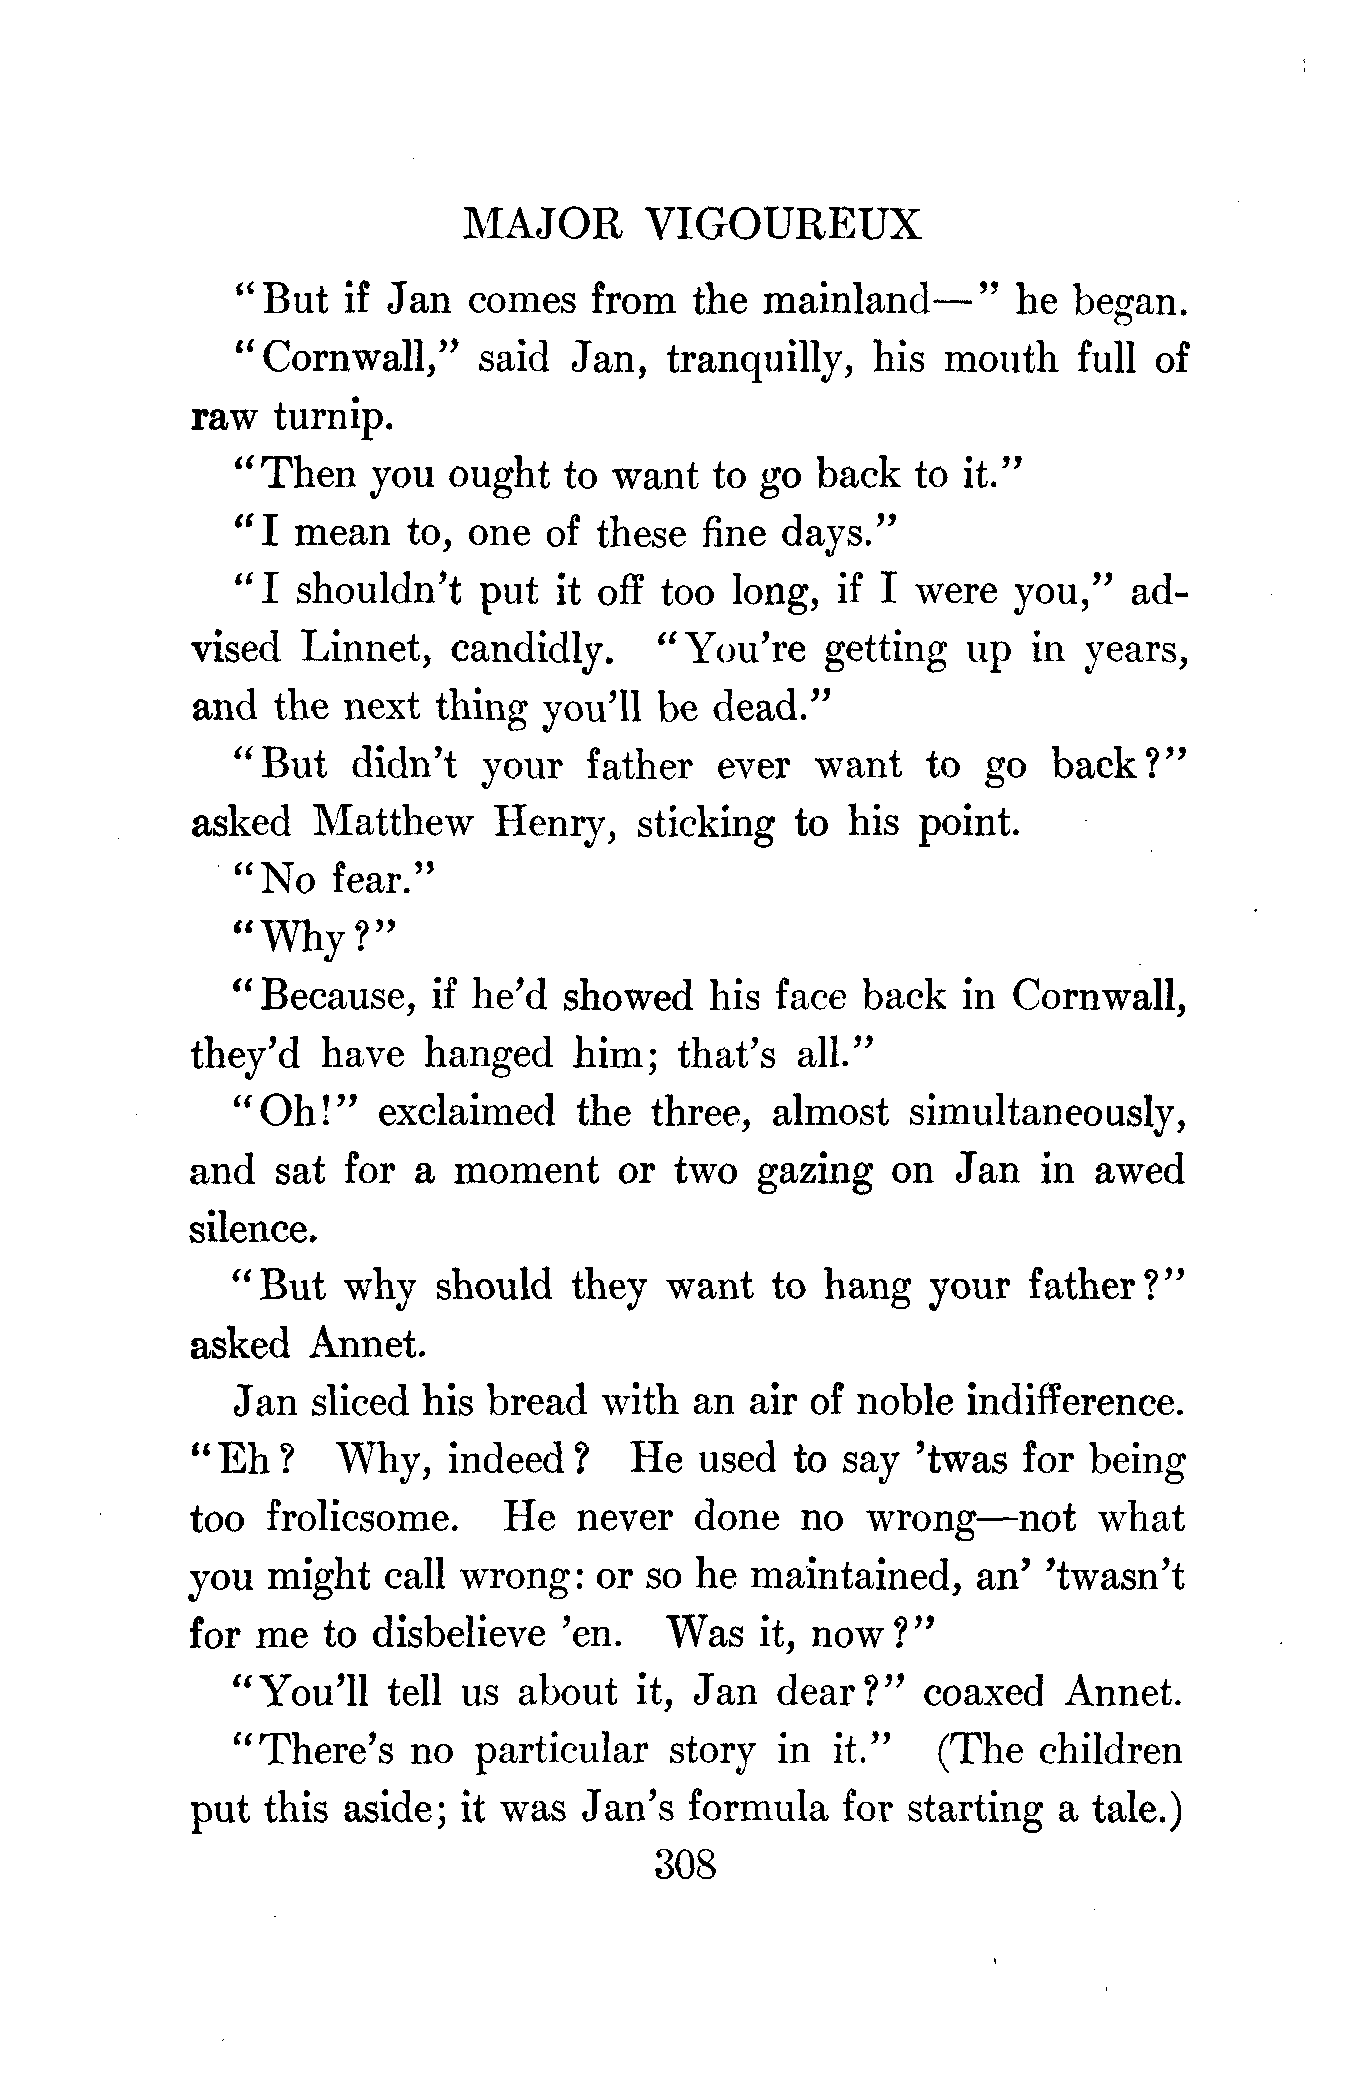 MAJOR VIGOUREUX
"But if Jan comes from the mainland—" he began.
"Cornwall," said Jan, tranquilly, his mouth full of
raw turnip.
"Then you ought to want to go back to it."
"I mean to, one of these fine days."
"I shouldn't put it off too long, if I were you," ad-
vised Linnet, candidly. "You're getting up in years,
and the next thing you'll be dead."
"But didn't your father ever want to go back?"
asked Matthew Henry, sticking to his point.
"No fear."
"Why?"
"Because, if he'd showed his face back in Cornwall,
they'd have hanged him; that's all."
"Oh!" exclaimed the three, almost simultaneously,
and sat for a moment or two gazing on Jan in awed
silence.
"But why should they want to hang your father?"
asked Annet.
Jan sliced his bread with an air of noble indifference.
"Eh? Why, indeed? He used to say 'twas for being
too frolicsome. He never done no wrong—not what
you might call wrong: or so he maintained, an' 'twasn't
for me to disbelieve 'en. Was it, now?"
"You'll tell us about it, Jan dear?" coaxed Annet.
"There's no particular story in it." (The children
put this aside; it was Jan's formula for starting a tale.)
308